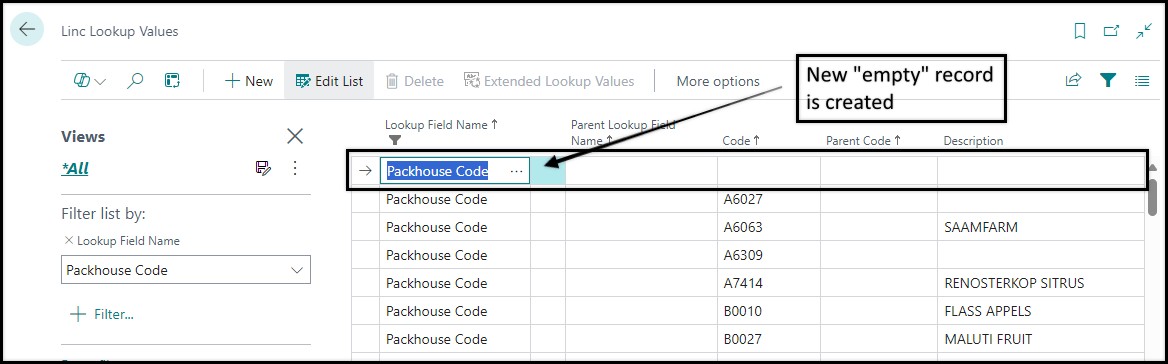 Linc Lookup Values
New
Edit List
Delete
Extended Lookup Values
More options
New "empty" record
is created
Views
*All
Filter list by:
× Lookup Field Name
Packhouse Code
Filter...
Lookup Field Name ↑
Parent Lookup Field
Name ↑
Code ↑
Parent Code ↑
Description
Packhouse Code ...
Packhouse Code A6027
Packhouse Code A6063 SAAMFARM
Packhouse Code A6309
Packhouse Code A7414 RENOSTERKOP SITRUS
Packhouse Code B0010 FLASS APPELS
Packhouse Code B0027 MALUTI FRUIT